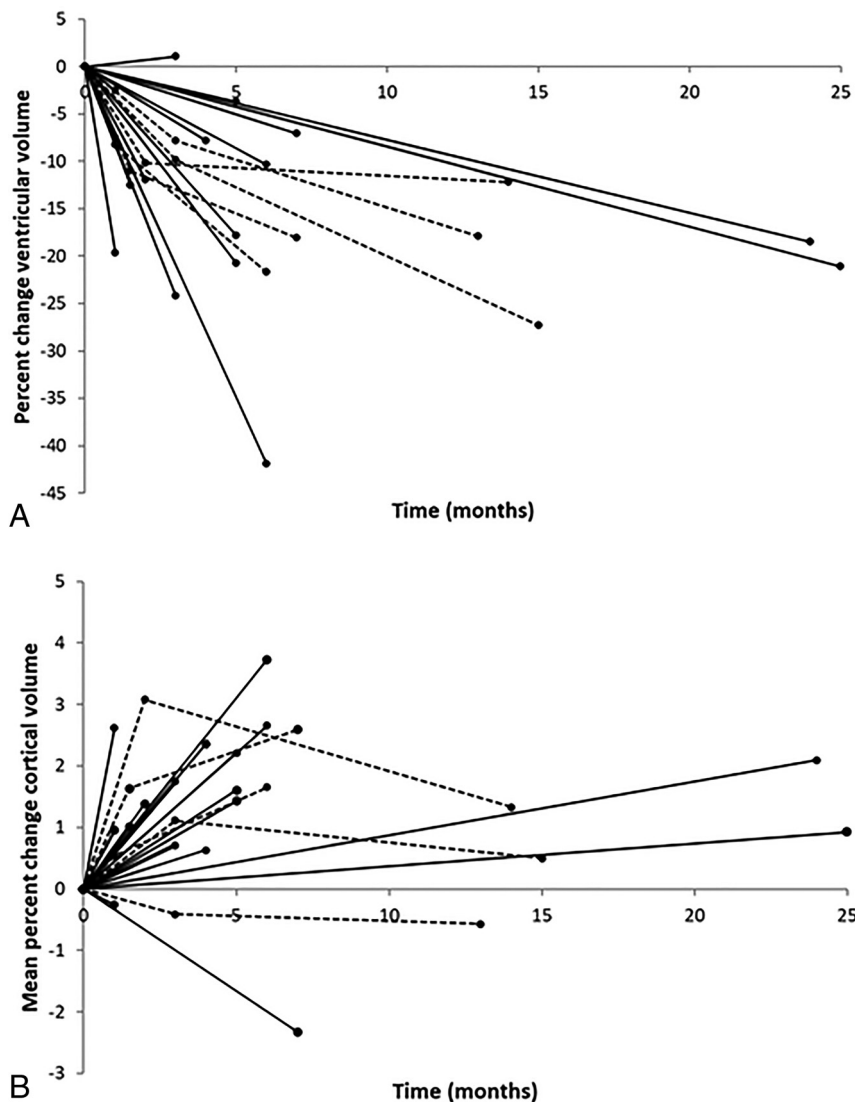 5
0
0 5 10 15 20 25
-5
-10
-15
-20
-25
-30
-35
-40
-45
Percent change ventricular volume
Time (months)
A
5
4
3
2
1
0
0 5 10 15 20 25
-1
-2
-3
Mean percent change cortical volume
Time (months)
B